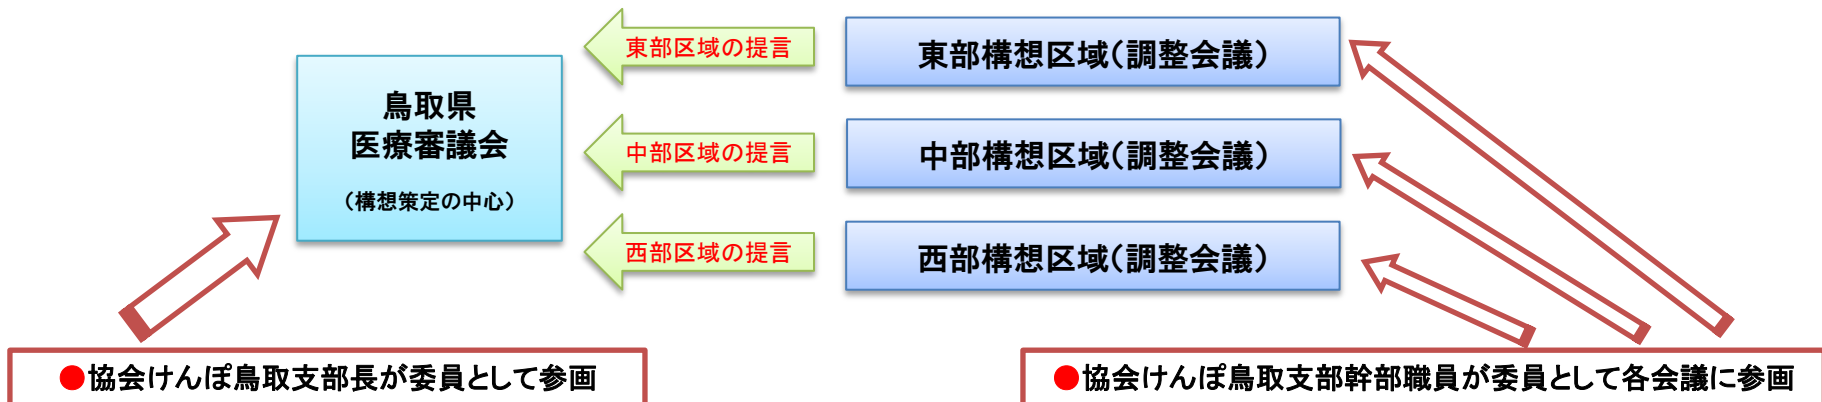 鳥取県
医療審議会
（構想策定の中心）
東部区域の提言
中部区域の提言
西部区域の提言
東部構想区域（調整会議）
中部構想区域（調整会議）
西部構想区域（調整会議）
●協会けんぽ鳥取支部長が委員として参画
●協会けんぽ鳥取支部幹部職員が委員として各会議に参画